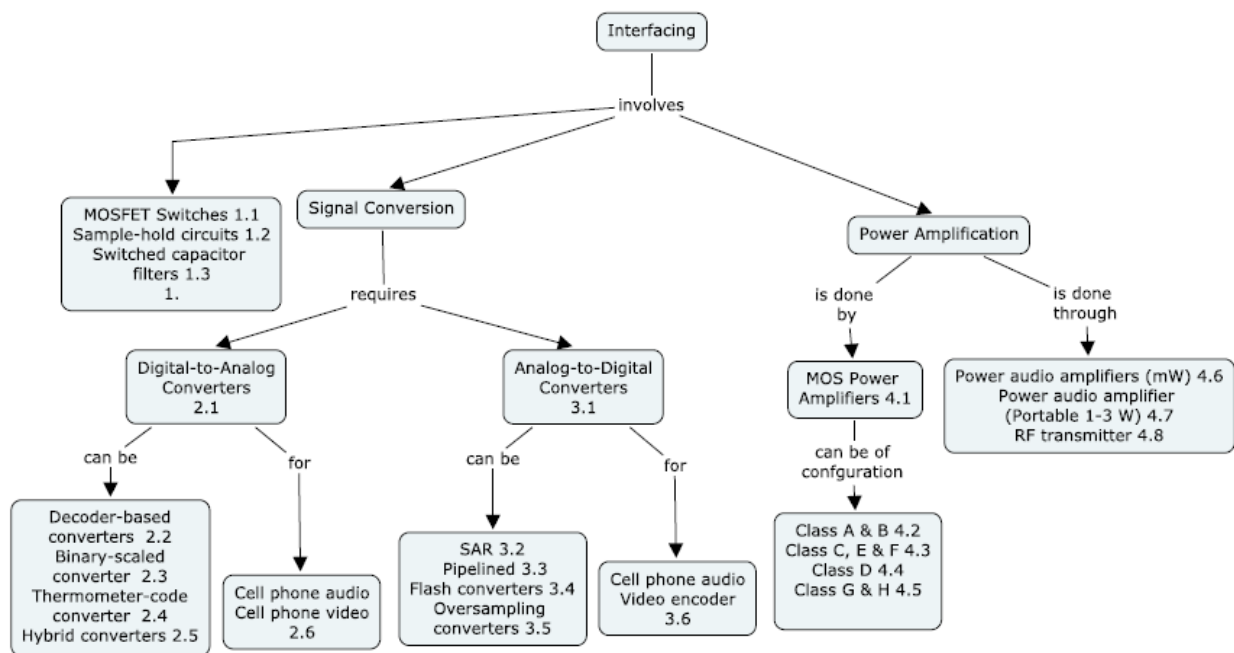 Interfacing
involves
MOSFET Switches 1.1
Sample-hold circuits 1.2
Switched capacitor
filters 1.3
1.
Signal Conversion
Power Amplification
requires
is done
by
is done
through
Digital-to-Analog
Converters
2.1
Analog-to-Digital
Converters
3.1
MOS Power
Amplifiers 4.1
Power audio amplifiers (mW) 4.6
Power audio amplifier
(Portable 1-3 W) 4.7
RF transmitter 4.8
can be
for
can be
for
can be of
confguration
Decoder-based
converters 2.2
Binary-scaled
converter 2.3
Thermometer-code
converter 2.4
Hybrid converters 2.5
Cell phone audio
Cell phone video
2.6
SAR 3.2
Pipelined 3.3
Flash converters 3.4
Oversampling
converters 3.5
Cell phone audio
Video encoder
3.6
Class A & B 4.2
Class C, E & F 4.3
Class D 4.4
Class G & H 4.5